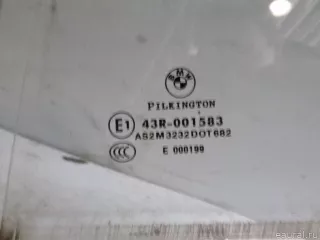 BMW
PILKINGTON
E1 43R-001583
AS2M3232DOT682
CCC E 000199